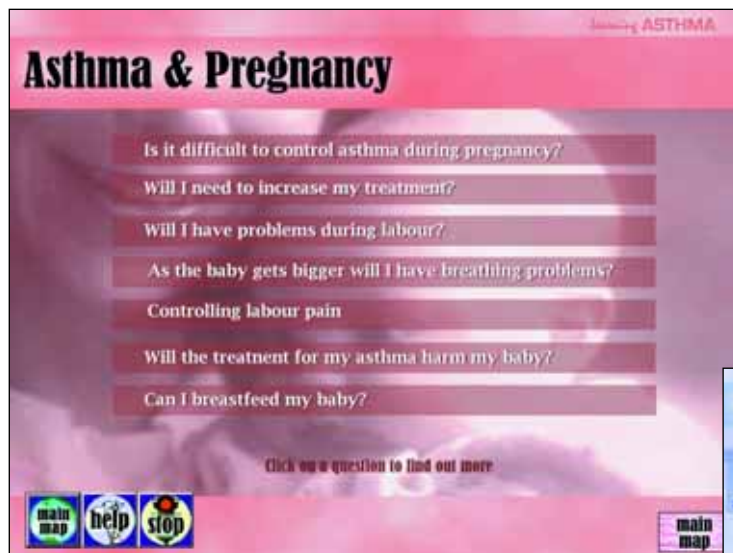 ASTHMA
Asthma & Pregnancy
Is it difficult to control asthma during pregnancy?
Will I need to increase my treatment?
Will I have problems during labour?
As the baby gets bigger will I have breathing problems?
Controlling labour pain
Will the treatnent for my asthma harm my baby?
Can I breastfeed my baby?
Click on a question to find out more
main map
help
stop
main map